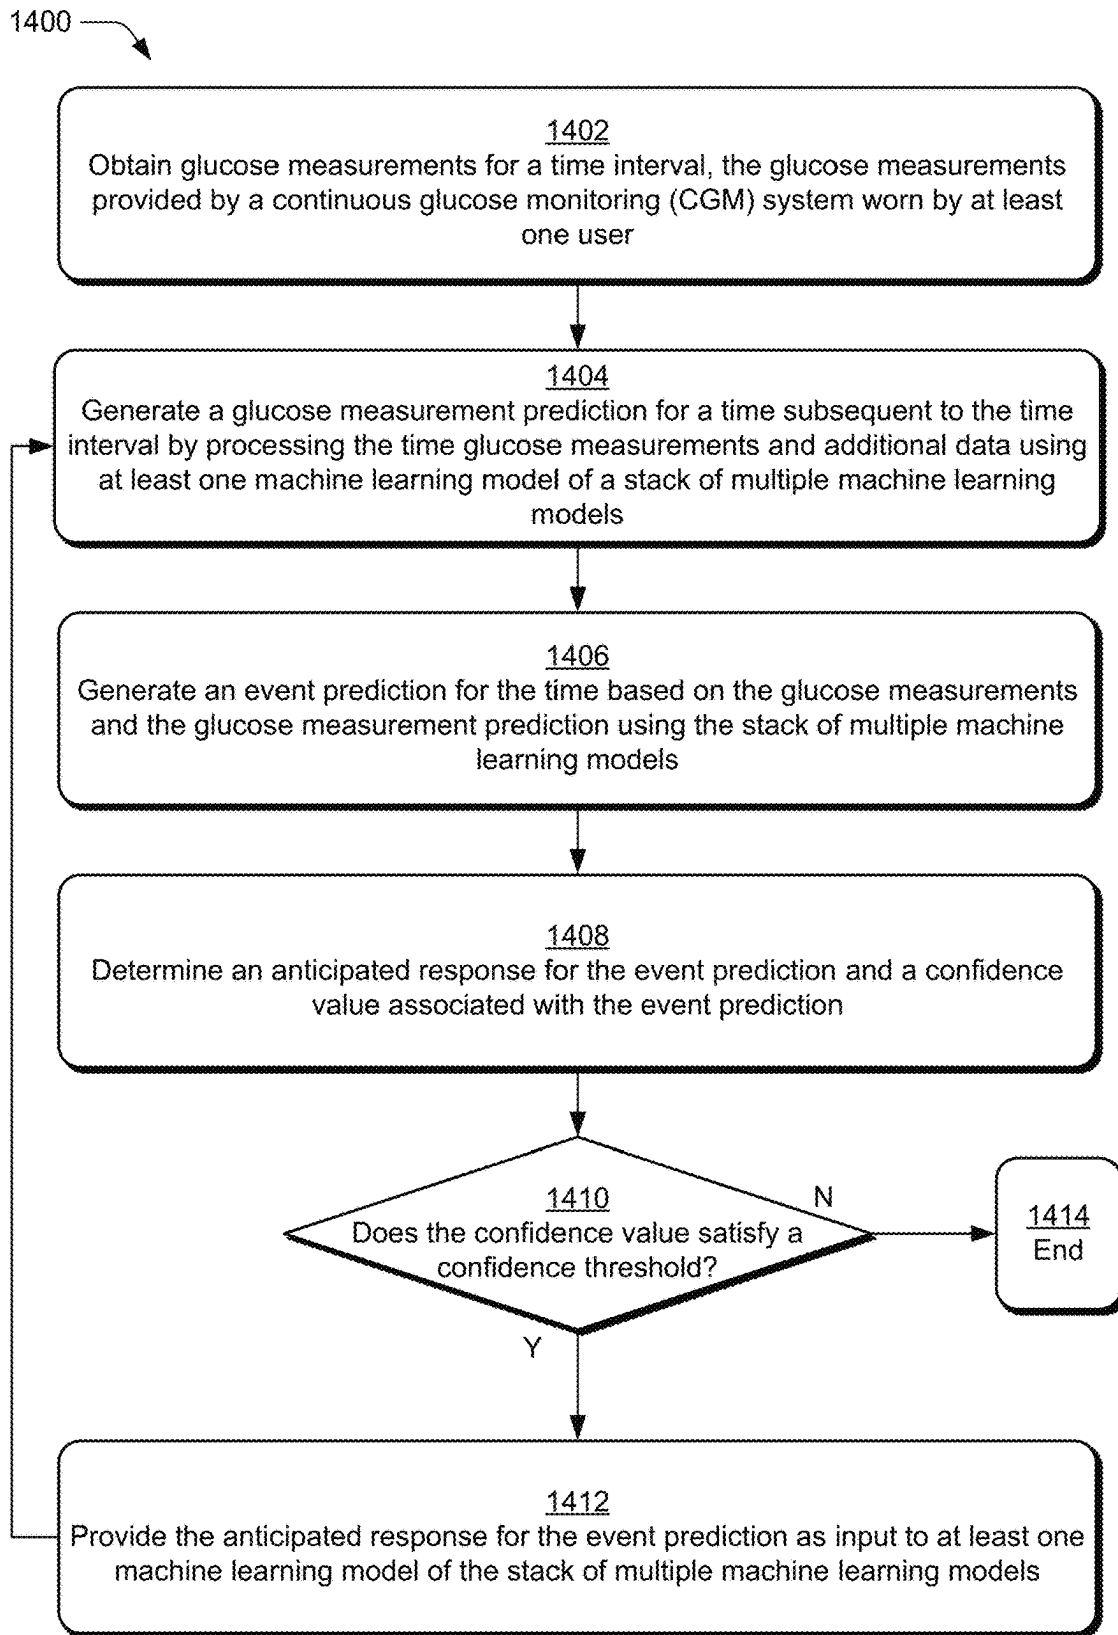 1400
1402
Obtain glucose measurements for a time interval, the glucose measurements
provided by a continuous glucose monitoring (CGM) system worn by at least
one user
1404
Generate a glucose measurement prediction for a time subsequent to the time
interval by processing the time glucose measurements and additional data using
at least one machine learning model of a stack of multiple machine learning
models
1406
Generate an event prediction for the time based on the glucose measurements
and the glucose measurement prediction using the stack of multiple machine
learning models
1408
Determine an anticipated response for the event prediction and a confidence
value associated with the event prediction
1410
Does the confidence value satisfy a
confidence threshold?
N
1414
End
Y
1412
Provide the anticipated response for the event prediction as input to at least one
machine learning model of the stack of multiple machine learning models